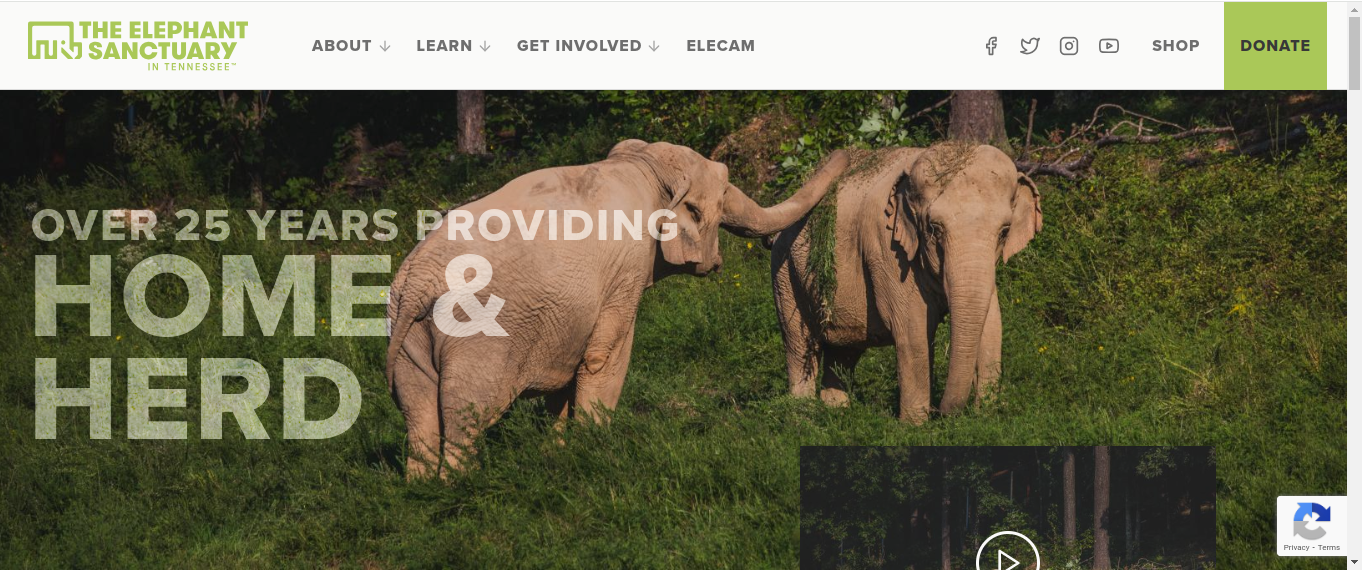 THE ELEPHANT
SANCTUARY
IN TENNESSEE™
ABOUT
LEARN
GET INVOLVED
ELECAM
SHOP
DONATE
OVER 25 YEARS PROVIDING
HOME &
HERD
Privacy - Terms